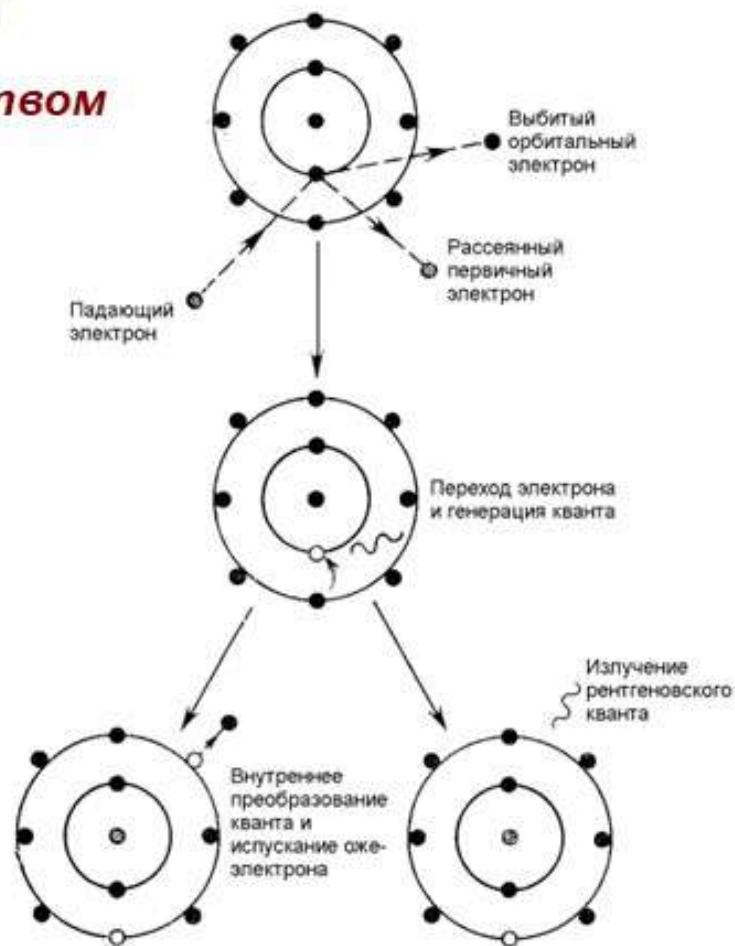 твом
Выбитый
орбитальный
электрон
Рассеянный
первичный
электрон
Падающий
электрон
Переход электрона
и генерация кванта
Излучение
рентгеновского
кванта
Внутреннее
преобразование
кванта и
испускание оже-
электрона